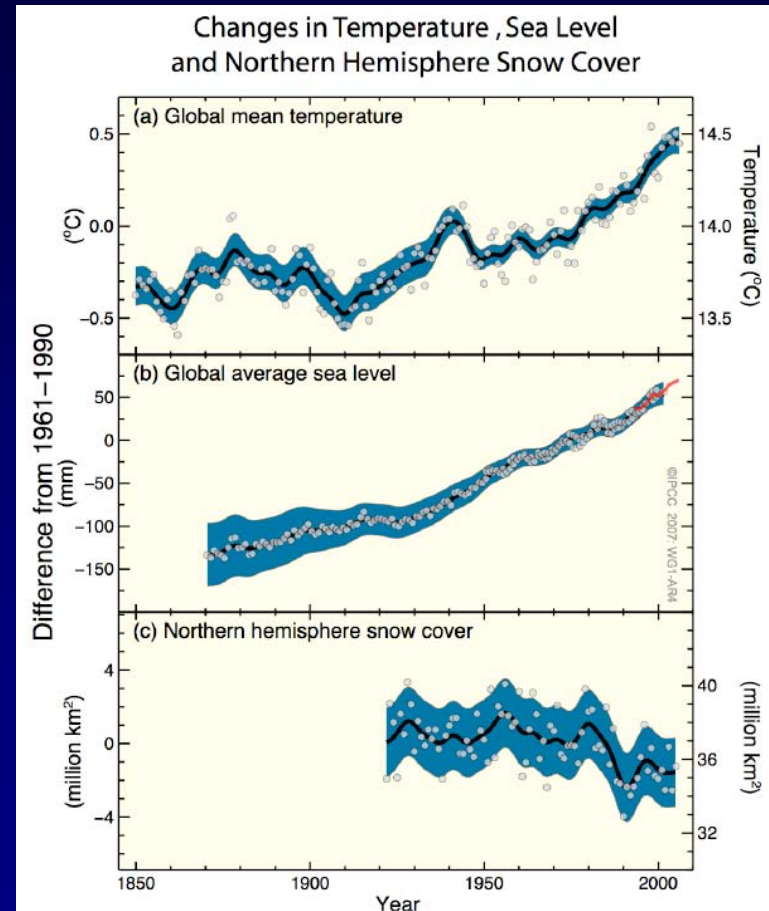 Changes in Temperature , Sea Level
and Northern Hemisphere Snow Cover
(a) Global mean temperature
0.5
0.0
−0.5
(°C)
14.5
14.0
13.5
Temperature (°C)
(b) Global average sea level
50
0
−50
−100
−150
Difference from 1961−1990
(mm)
©IPCC 2007: WG1-AR4
(c) Northern hemisphere snow cover
4
0
−4
(million km²)
40
36
32
(million km²)
1850
1900
1950
2000
Year